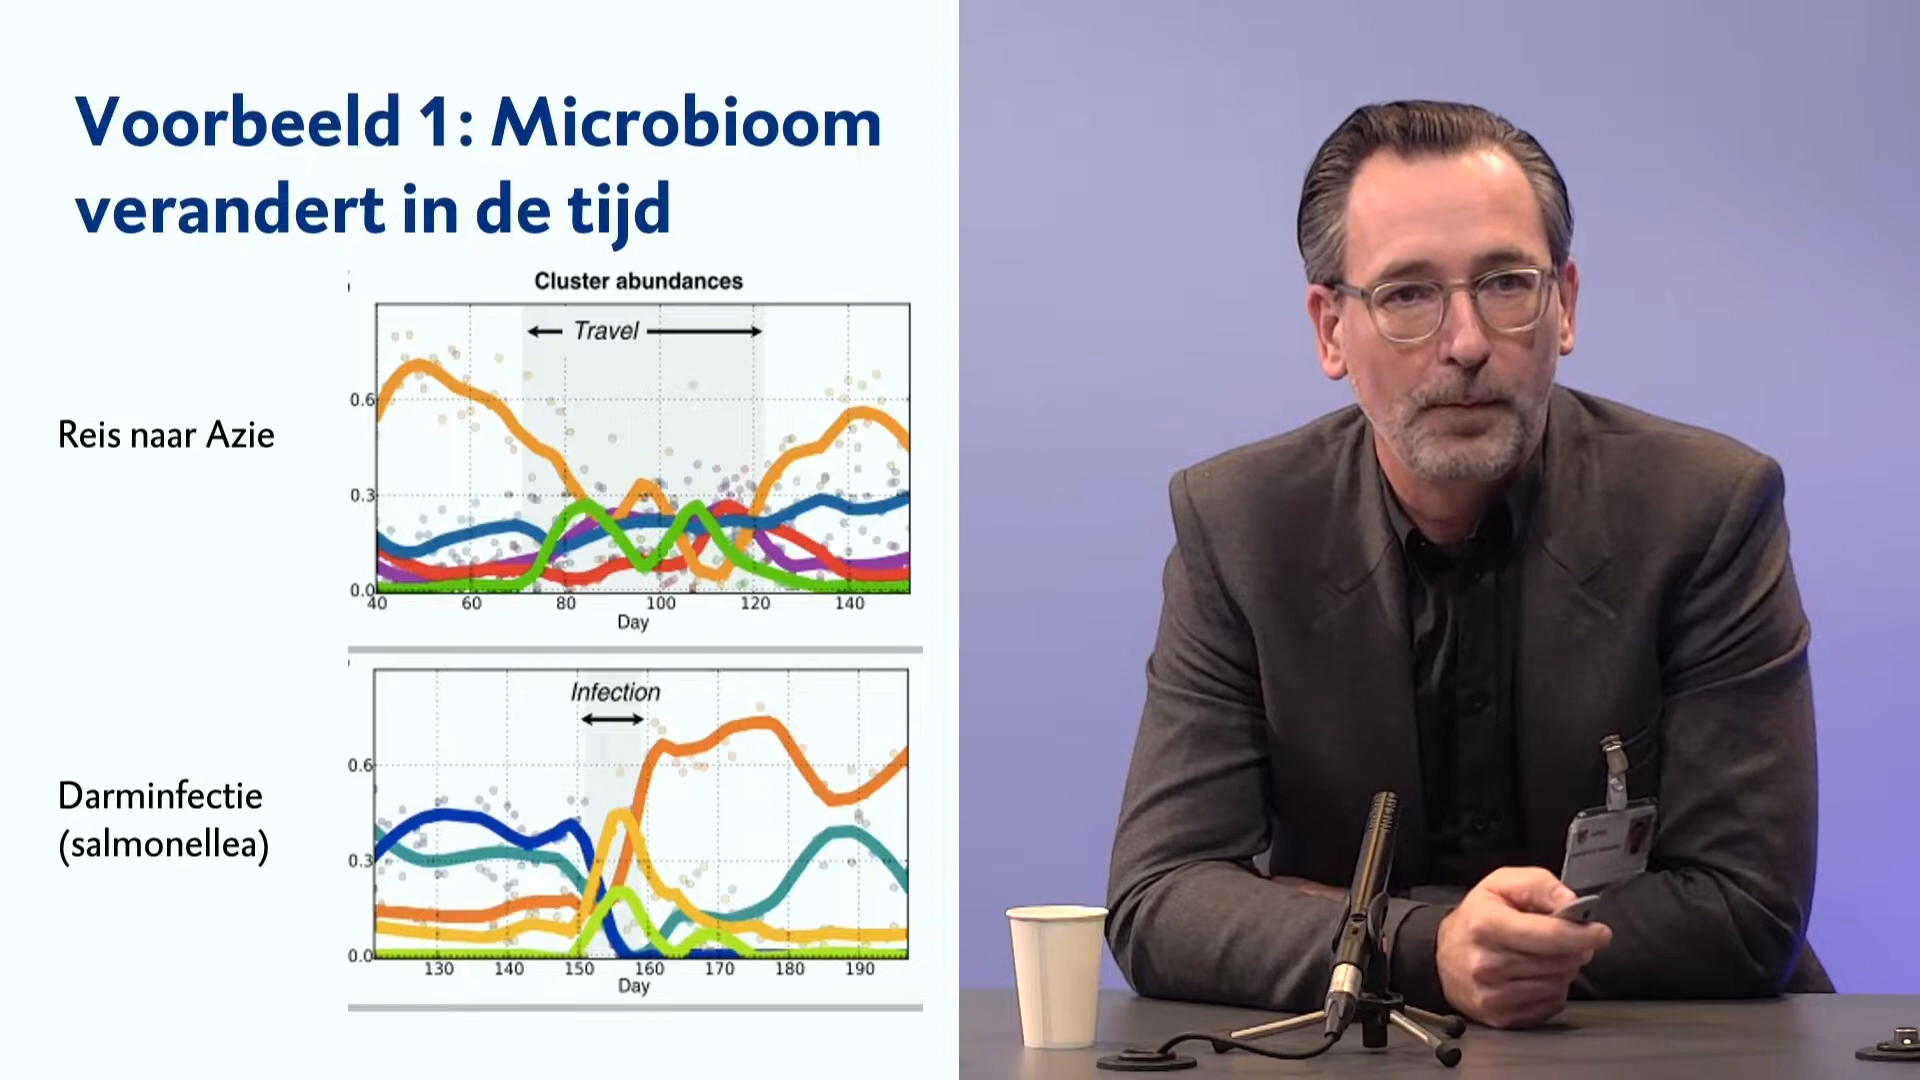 Voorbeeld 1: Microbioom
verandert in de tijd
Cluster abundances
Travel
0.6
0.3
0.0
40 60 80 100 120 140
Day
Reis naar Azie
Infection
0.6
0.3
0.0
130 140 150 160 170 180 190
Day
Darminfectie
(salmonellea)